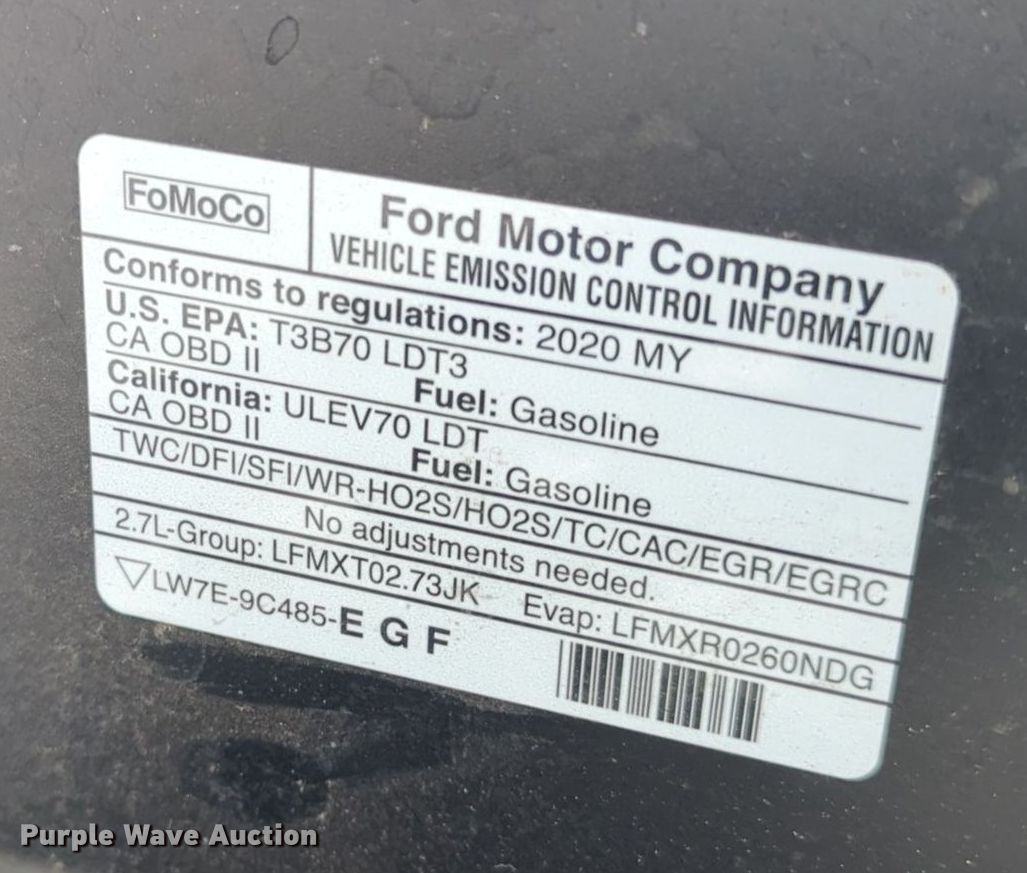 FoMoCo
Ford Motor Company
VEHICLE EMISSION CONTROL INFORMATION
Conforms to regulations: 2020 MY
U.S. EPA: T3B70 LDT3
CA OBD II Fuel: Gasoline
California: ULEV70 LDT
CA OBD II Fuel: Gasoline
TWC/DFI/SFI/WR-HO2S/HO2S/TC/CAC/EGR/EGRC
No adjustments needed.
2.7L-Group: LFMXT02.73JK Evap: LFMXR0260NDG
▽LW7E-9C485-E G F
Purple Wave Auction